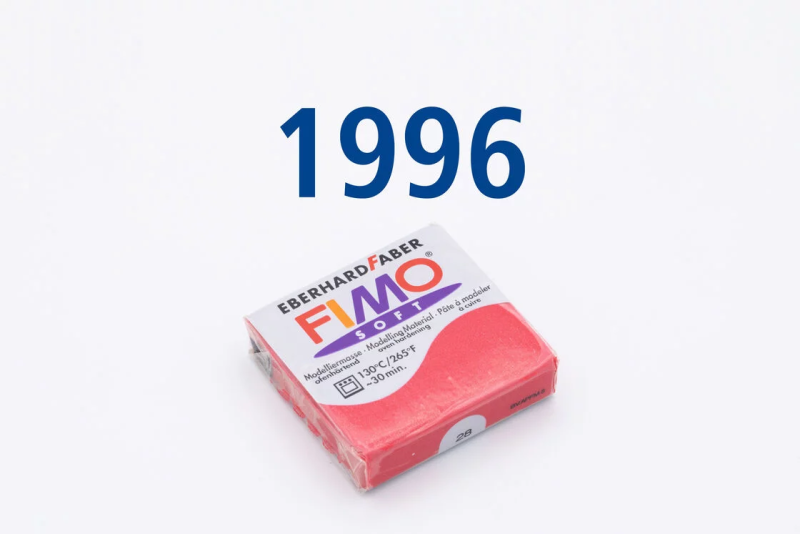 1996
EBERHARDFABER
FIMO®
SOFT
Modelliermasse · Modelling Material · Pâte à modeler
ofenhärtend oven hardening à cuire
130°C/265°F
~30 min.
28